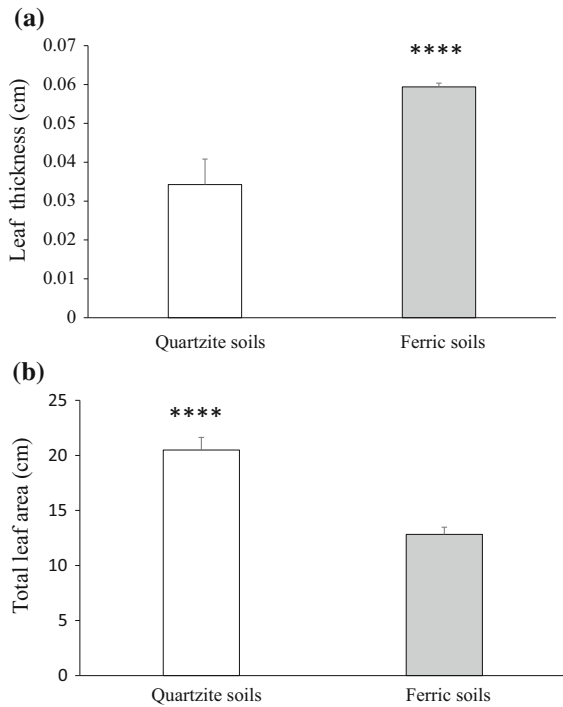 (a)
Leaf thickness (cm)
0.07
0.06
0.05
0.04
0.03
0.02
0.01
0
****
Quartzite soils
Ferric soils
(b)
Total leaf area (cm)
25
20
15
10
5
0
****
Quartzite soils
Ferric soils